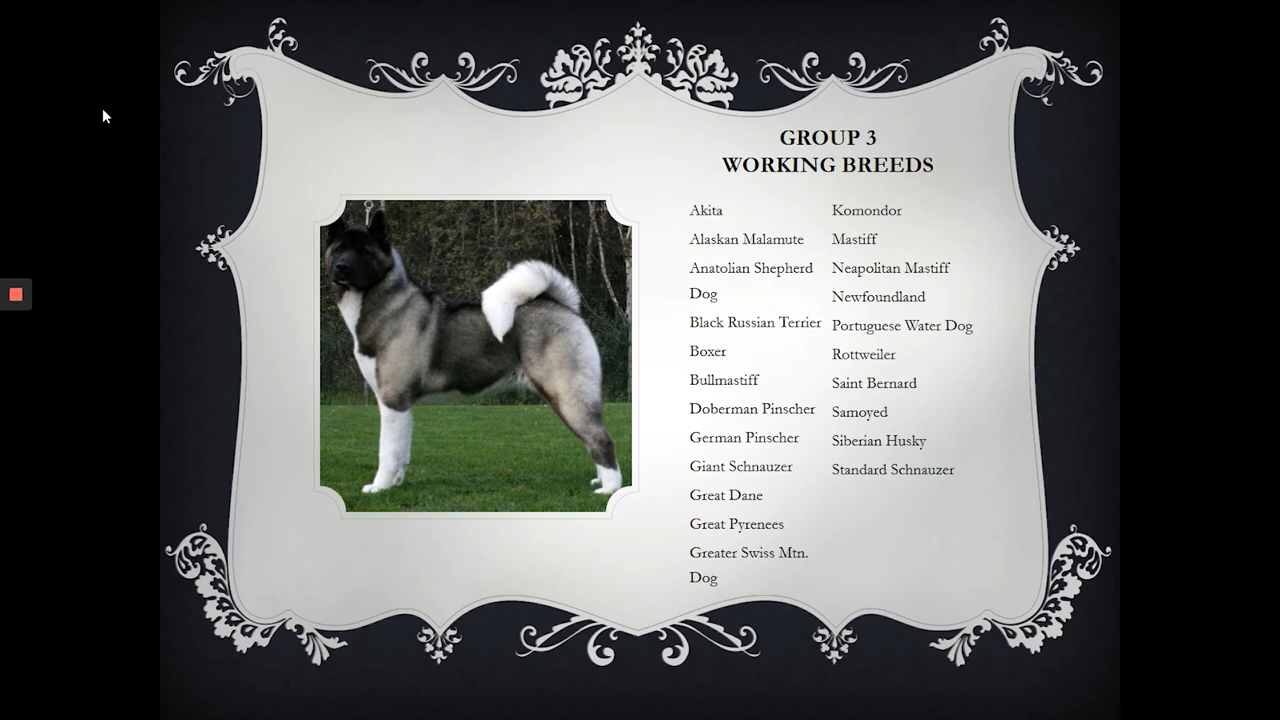 GROUP 3
WORKING BREEDS
Akita
Alaskan Malamute
Anatolian Shepherd
Dog
Black Russian Terrier
Boxer
Bullmastiff
Doberman Pinscher
German Pinscher
Giant Schnauzer
Great Dane
Great Pyrenees
Greater Swiss Mtn.
Dog
Komondor
Mastiff
Neapolitan Mastiff
Newfoundland
Portuguese Water Dog
Rottweiler
Saint Bernard
Samoyed
Siberian Husky
Standard Schnauzer